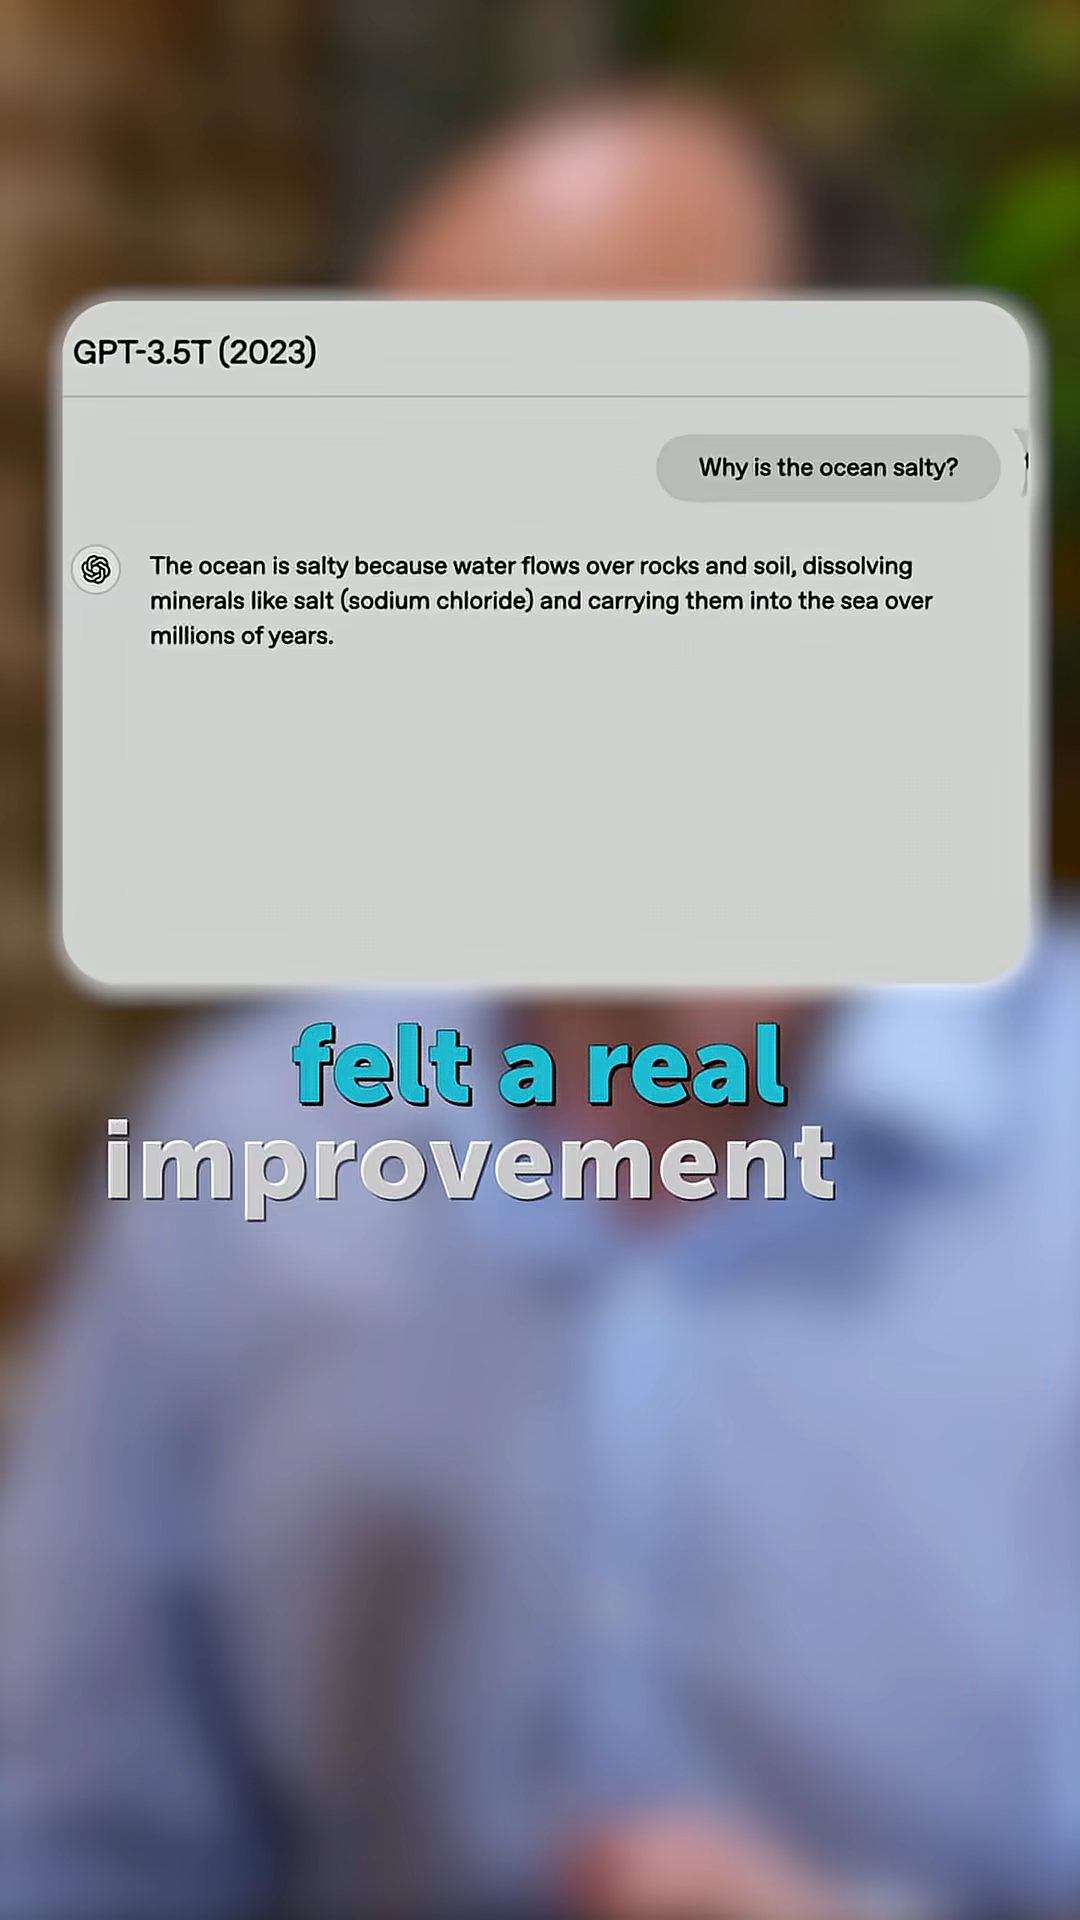 GPT-3.5T (2023)
Why is the ocean salty?
The ocean is salty because water flows over rocks and soil, dissolving
minerals like salt (sodium chloride) and carrying them into the sea over
millions of years.
felt a real
improvement